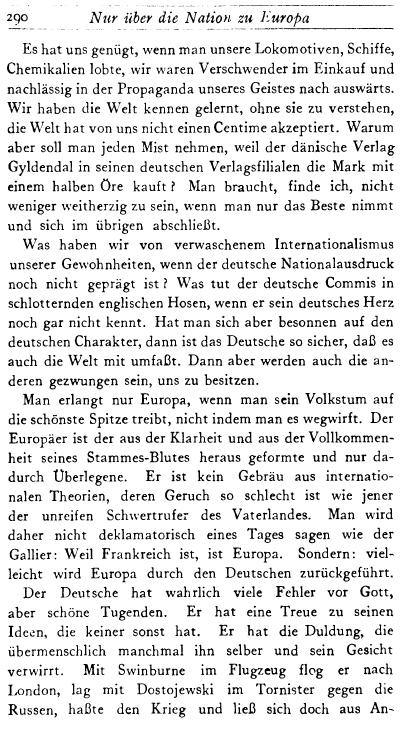 290 Nur über die Nation zu Europa
Es hat uns genügt, wenn man unsere Lokomotiven, Schiffe,
Chemikalien lobte, wir waren Verschwender im Einkauf und
nachlässig in der Propaganda unseres Geistes nach auswärts.
Wir haben die Welt kennen gelernt, ohne sie zu verstehen,
die Welt hat von uns nicht einen Centime akzeptiert. Warum
aber soll man jeden Mist nehmen, weil der dänische Verlag
Gyldendal in seinen deutschen Verlagsfilialen die Mark mit
einem halben Öre kauft? Man braucht, finde ich, nicht
weniger weitherzig zu sein, wenn man nur das Beste nimmt
und sich im übrigen abschließt.
Was haben wir von verwaschenem Internationalismus
unserer Gewohnheiten, wenn der deutsche Nationalausdruck
noch nicht geprägt ist? Was tut der deutsche Commis in
schlotternden englischen Hosen, wenn er sein deutsches Herz
noch gar nicht kennt. Hat man sich aber besonnen auf den
deutschen Charakter, dann ist das Deutsche so sicher, daß es
auch die Welt mit umfaßt. Dann aber werden auch die an-
deren gezwungen sein, uns zu besitzen.
Man erlangt nur Europa, wenn man sein Volkstum auf
die schönste Spitze treibt, nicht indem man es wegwirft. Der
Europäer ist der aus der Klarheit und aus der Vollkommen-
heit seines Stammes-Blutes heraus geformte und nur da-
durch Überlegene. Er ist kein Gebräu aus internatio-
nalen Theorien, deren Geruch so schlecht ist wie jener
der unreifen Schwertrufer des Vaterlandes. Man wird
daher nicht deklamatorisch eines Tages sagen wie der
Gallier: Weil Frankreich ist, ist Europa. Sondern: viel-
leicht wird Europa durch den Deutschen zurückgeführt.
Der Deutsche hat wahrlich viele Fehler vor Gott,
aber schöne Tugenden. Er hat eine Treue zu seinen
Ideen, die keiner sonst hat. Er hat die Duldung, die
übermenschlich manchmal ihn selber und sein Gesicht
verwirrt. Mit Swinburne im Flugzeug flog er nach
London, lag mit Dostojewski im Tornister gegen die
Russen, haßte den Krieg und ließ sich doch aus An-